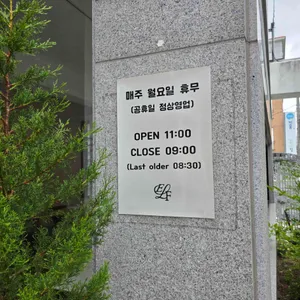 매주 월요일 휴무
(공휴일 정상영업)
OPEN 11:00
CLOSE 09:00
(Last older 08:30)